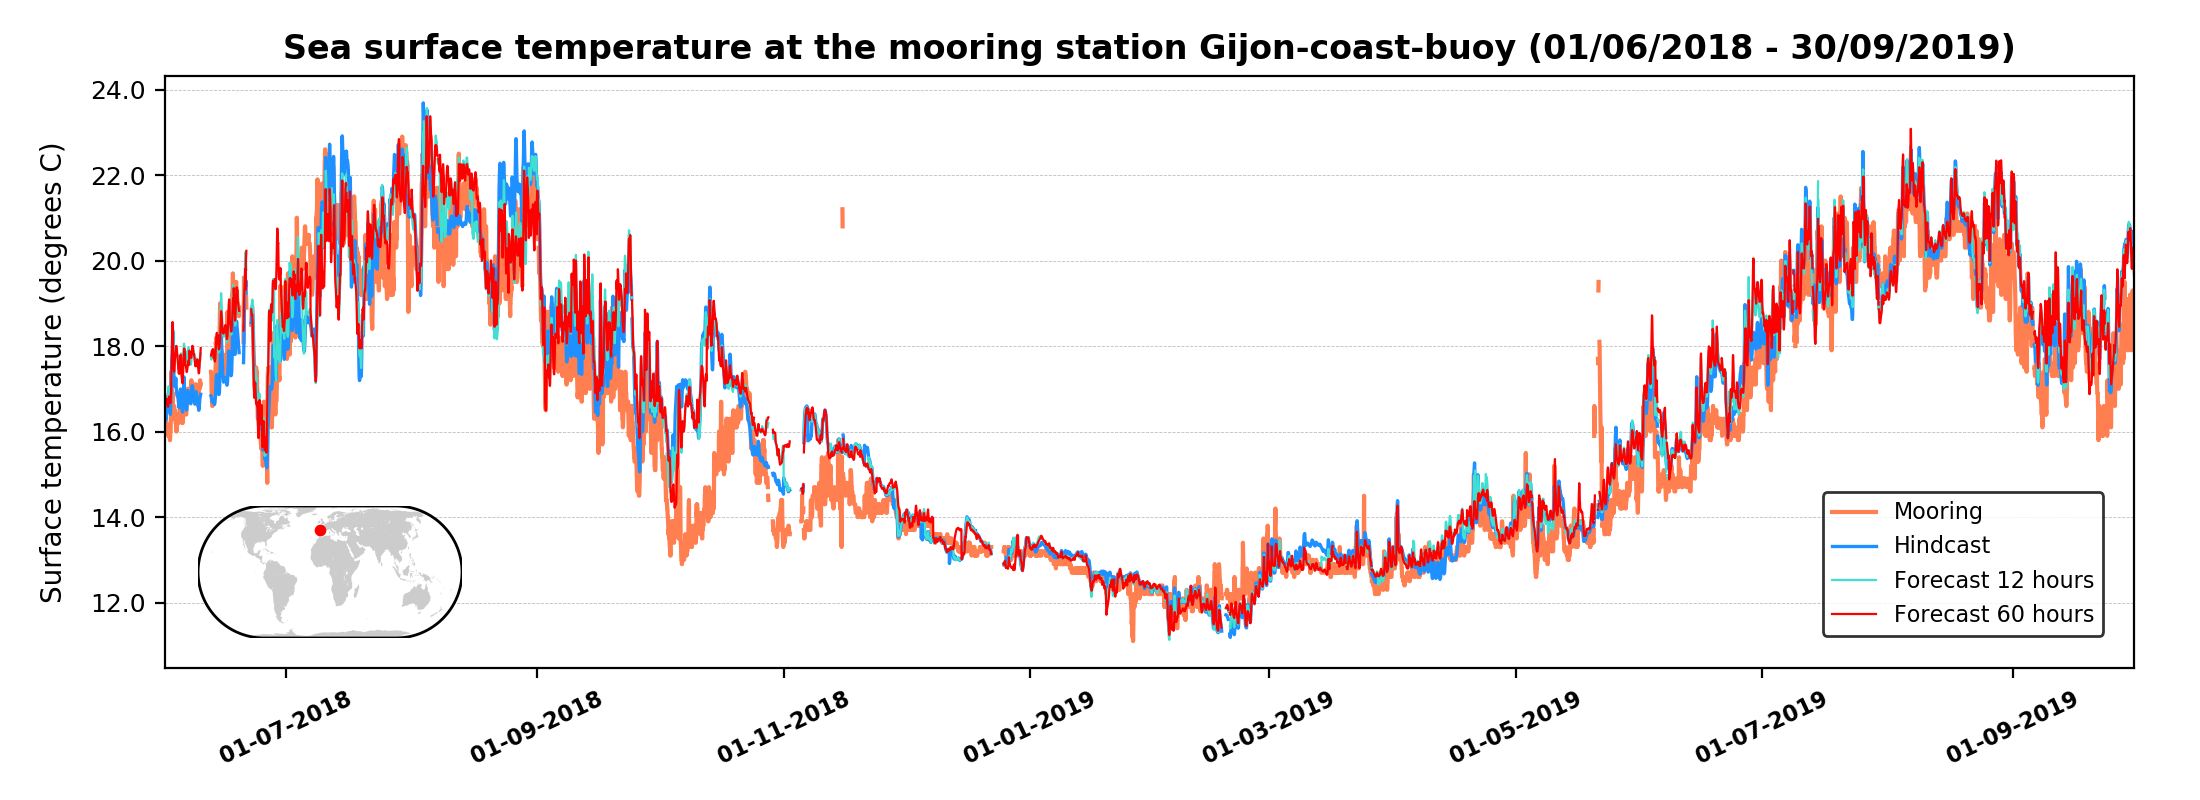 Sea surface temperature at the mooring station Gijon-coast-buoy (01/06/2018 - 30/09/2019)
Surface temperature (degrees C)
24.0
22.0
20.0
18.0
16.0
14.0
12.0
Mooring
Hindcast
Forecast 12 hours
Forecast 60 hours
01-07-2018
01-09-2018
01-11-2018
01-01-2019
01-03-2019
01-05-2019
01-07-2019
01-09-2019